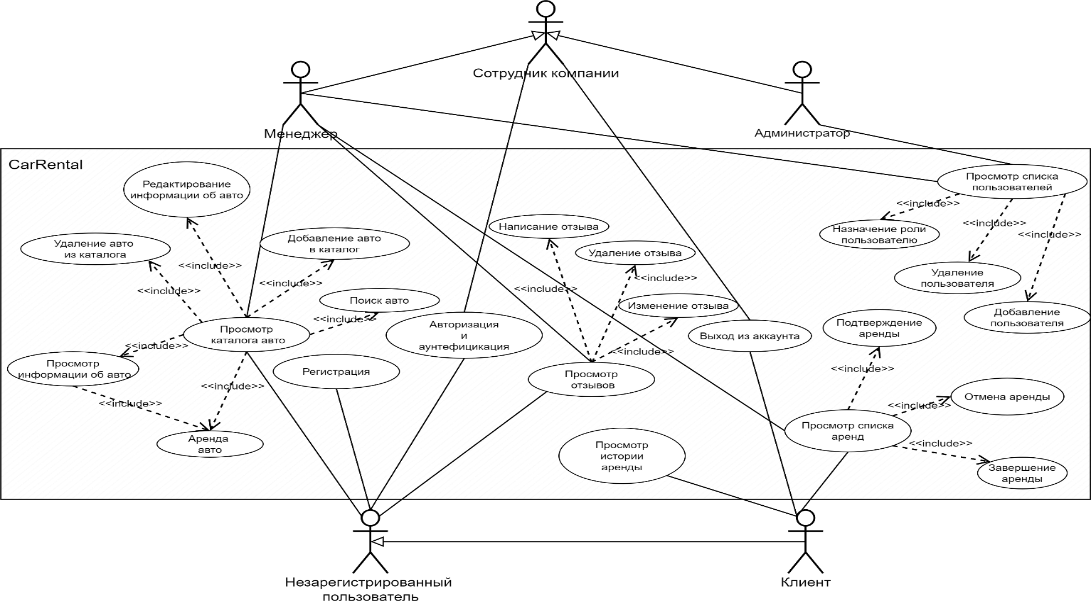 Сотрудник компании
Менеджер
Администратор
CarRental
Редактирование
информации об авто
Просмотр списка
пользователей
<<include>>
Назначение роли
пользователю
<<include>>
<<include>>
Удаление
пользователя
Добавление
пользователя
Написание отзыва
Удаление отзыва
<<include>>
<<include>>
Изменение отзыва
<<include>>
Просмотр
отзывов
Удаление авто
из каталога
Добавление авто
в каталог
<<include>>
<<include>>
<<include>>
Поиск авто
<<include>>
Просмотр
каталога авто
Авторизация
и
аунтефицикация
Выход из аккаунта
Подтверждение
аренды
<<include>>
Просмотр
информации об авто
<<include>>
<<include>>
Регистрация
<<include>>
Аренда
авто
Просмотр
истории
аренды
Отмена аренды
<<include>>
Просмотр списка
аренд
<<include>>
Завершение
аренды
Незарегистрированный
пользователь
Клиент